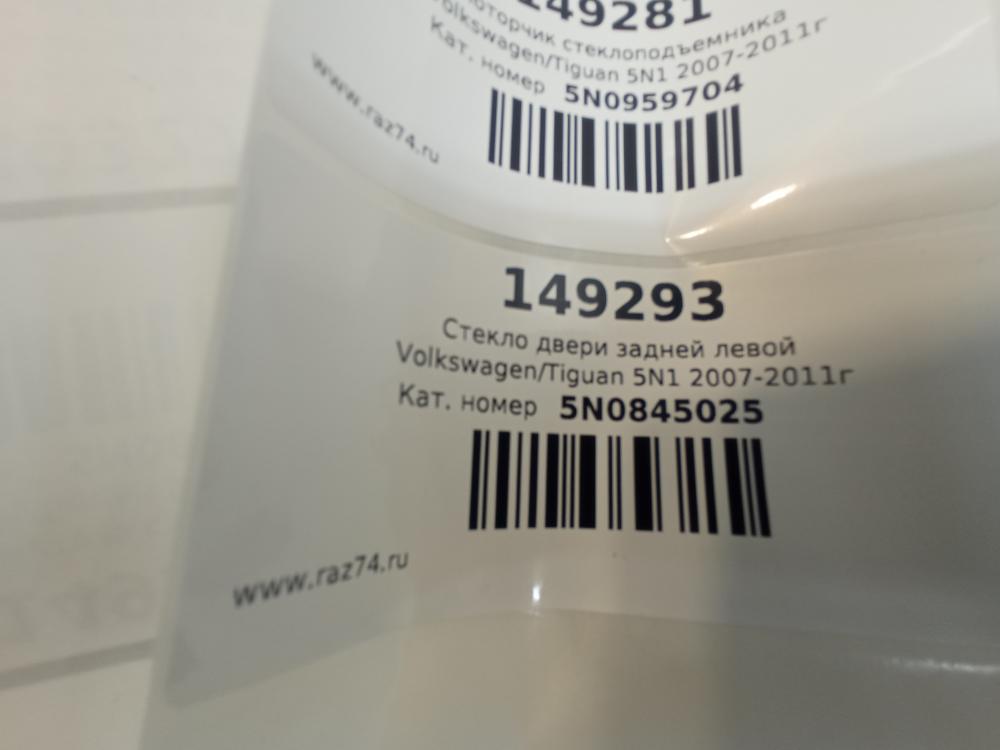 149281
моторчик стеклоподъемника
Volkswagen/Tiguan 5N1 2007-2011г
Кат. номер 5N0959704
www.raz74.ru
149293
Стекло двери задней левой
Volkswagen/Tiguan 5N1 2007-2011г
Кат. номер 5N0845025
www.raz74.ru